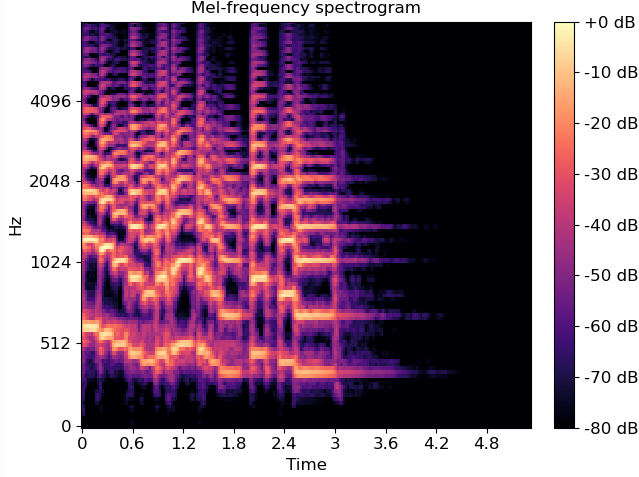 Mel-frequency spectrogram
+0 dB
-10 dB
-20 dB
-30 dB
-40 dB
-50 dB
-60 dB
-70 dB
-80 dB
4096
2048
1024
512
0
Hz
0 0.6 1.2 1.8 2.4 3 3.6 4.2 4.8
Time